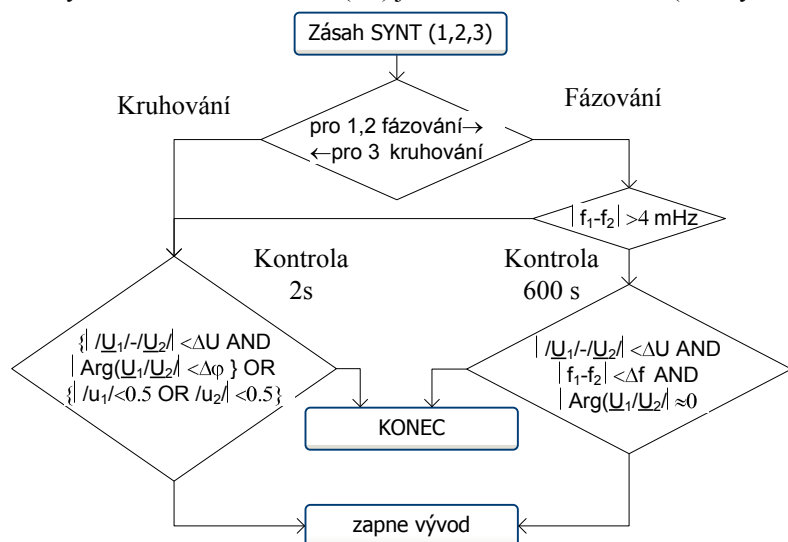 Zásah SYNT (1,2,3)
Kruhování
Fázování
pro 1,2 fázování→
←pro 3 kruhování
| f₁-f₂| >4 mHz
Kontrola
2s
Kontrola
600 s
{| /U₁/-/U₂/| <ΔU AND
| Arg(U₁/U₂/| <Δφ } OR
{| /u₁/<0.5 OR /u₂/| <0.5}
| /U₁/-/U₂/| <ΔU AND
| f₁-f₂| <Δf AND
| Arg(U₁/U₂/| ≈0
KONEC
zapne vývod